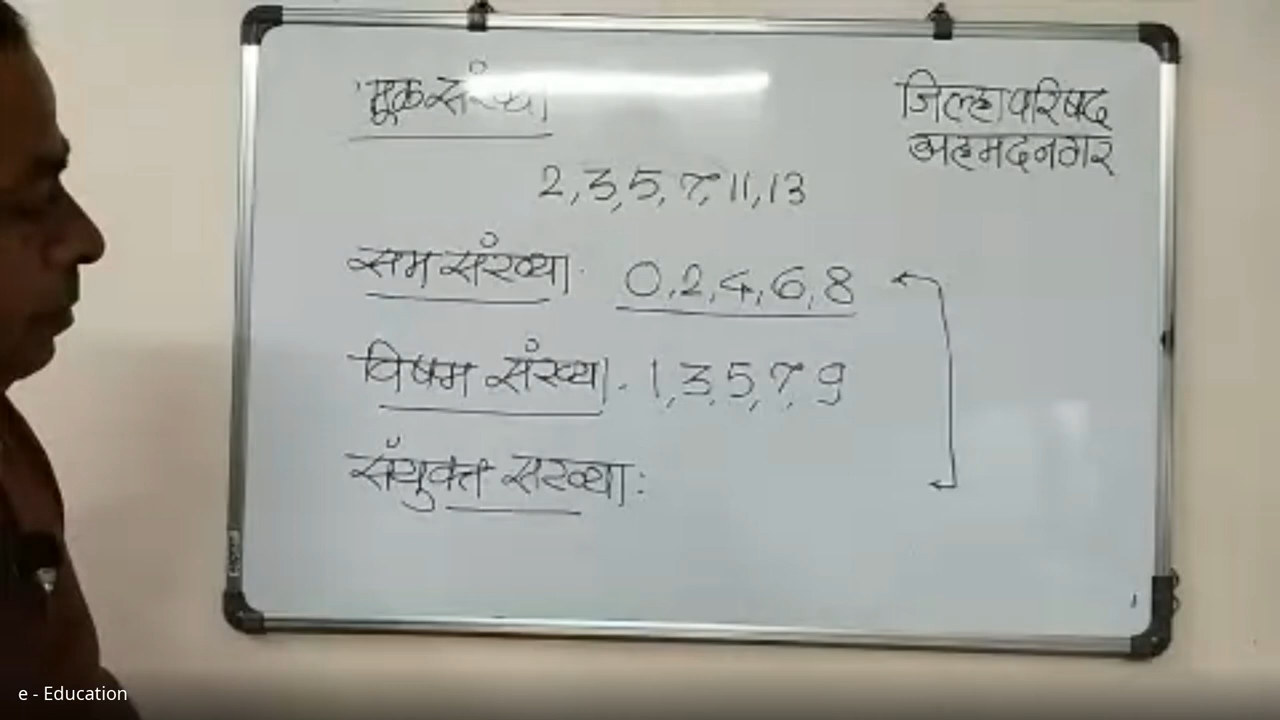 मूळ संख्या
जिल्हा परिषद
अहमदनगर
2, 3, 5, 7, 11, 13
सम संख्या. 0, 2, 4, 6, 8
विषम संख्या. 1, 3, 5, 7, 9
संयुक्त सख्या:
e - Education